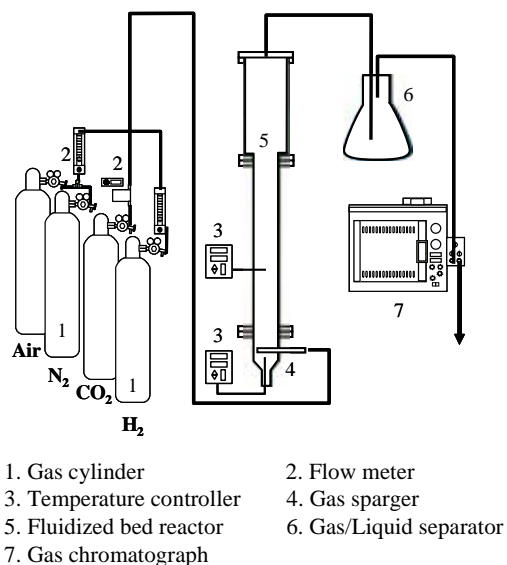 6
5
2
2
3
1
3
7
1
4
Air
N₂
CO₂
H₂
1. Gas cylinder 2. Flow meter
3. Temperature controller 4. Gas sparger
5. Fluidized bed reactor 6. Gas/Liquid separator
7. Gas chromatograph